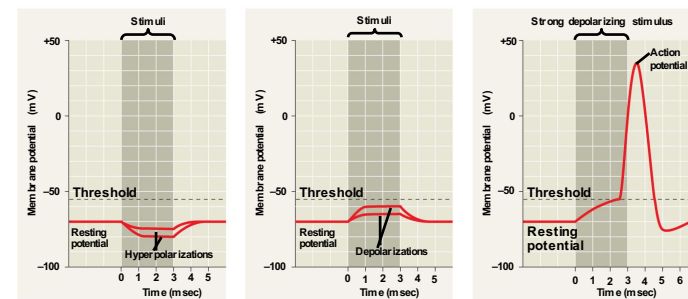 Stimuli
+50
0
−50
−100
Membrane potential (mV)
Threshold
Resting
potential
Hyperpolarizations
0 1 2 3 4 5
Time (msec)
Stimuli
+50
0
−50
−100
Membrane potential (mV)
Threshold
Resting
potential
Depolarizations
0 1 2 3 4 5
Time (msec)
Strong depolarizing stimulus
+50
0
−50
−100
Membrane potential (mV)
Action
potential
Threshold
Resting
potential
0 1 2 3 4 5 6
Time (msec)